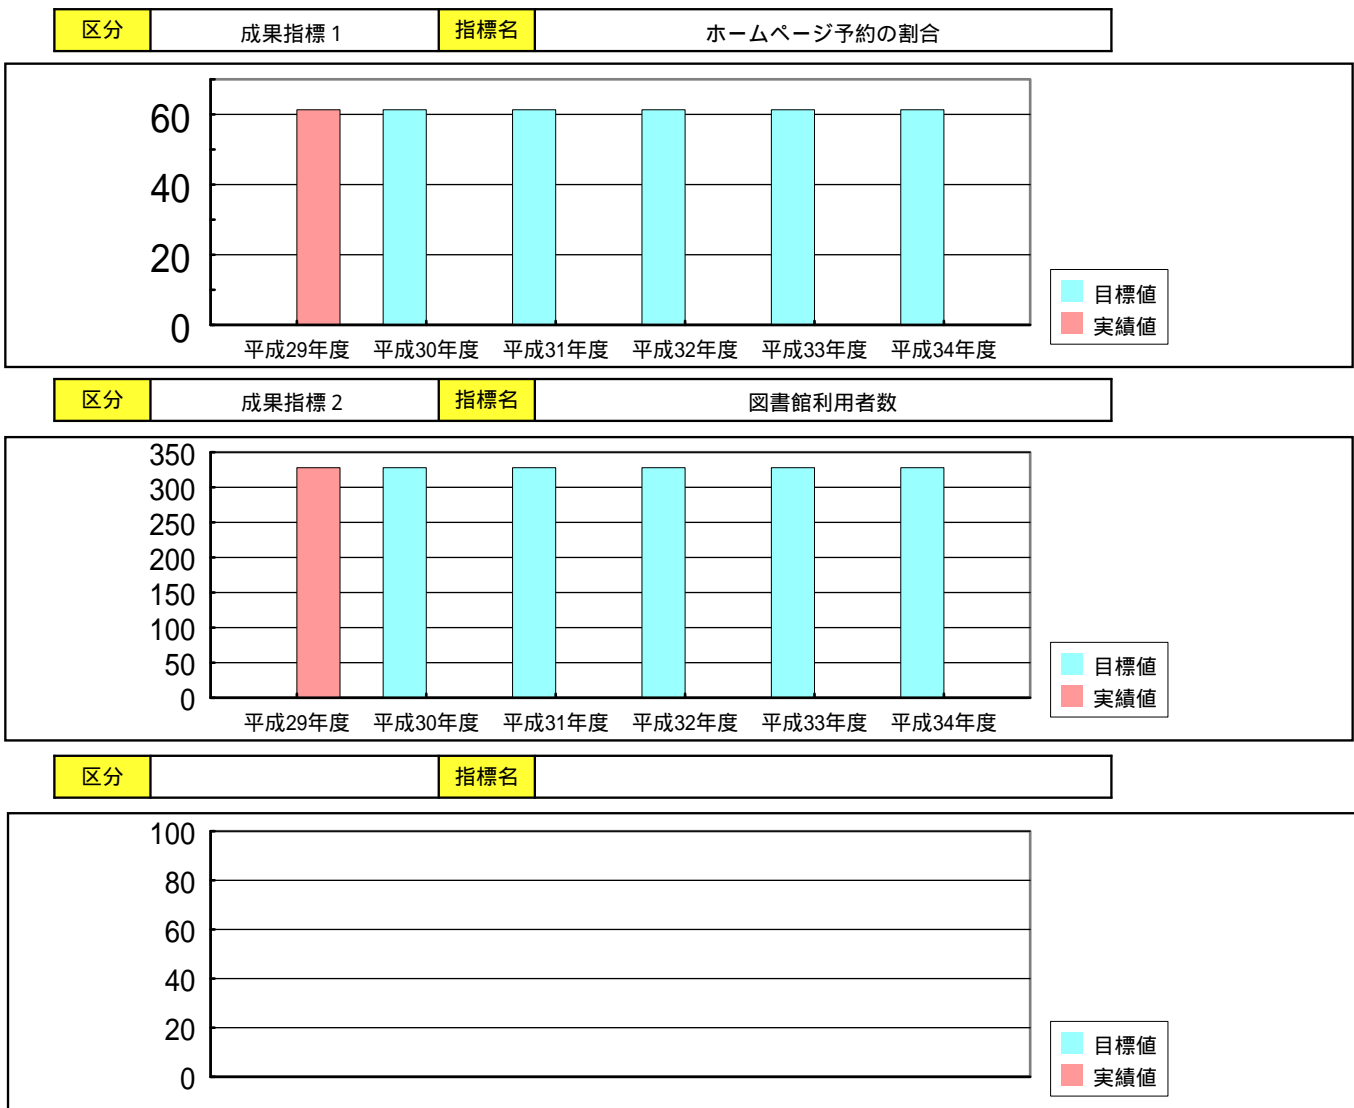 区分 成果指標1 指標名 ホームページ予約の割合
60
40
20
0
平成29年度 平成30年度 平成31年度 平成32年度 平成33年度 平成34年度
目標値
実績値
区分 成果指標2 指標名 図書館利用者数
350
300
250
200
150
100
50
0
平成29年度 平成30年度 平成31年度 平成32年度 平成33年度 平成34年度
目標値
実績値
区分 指標名
100
80
60
40
20
0
目標値
実績値